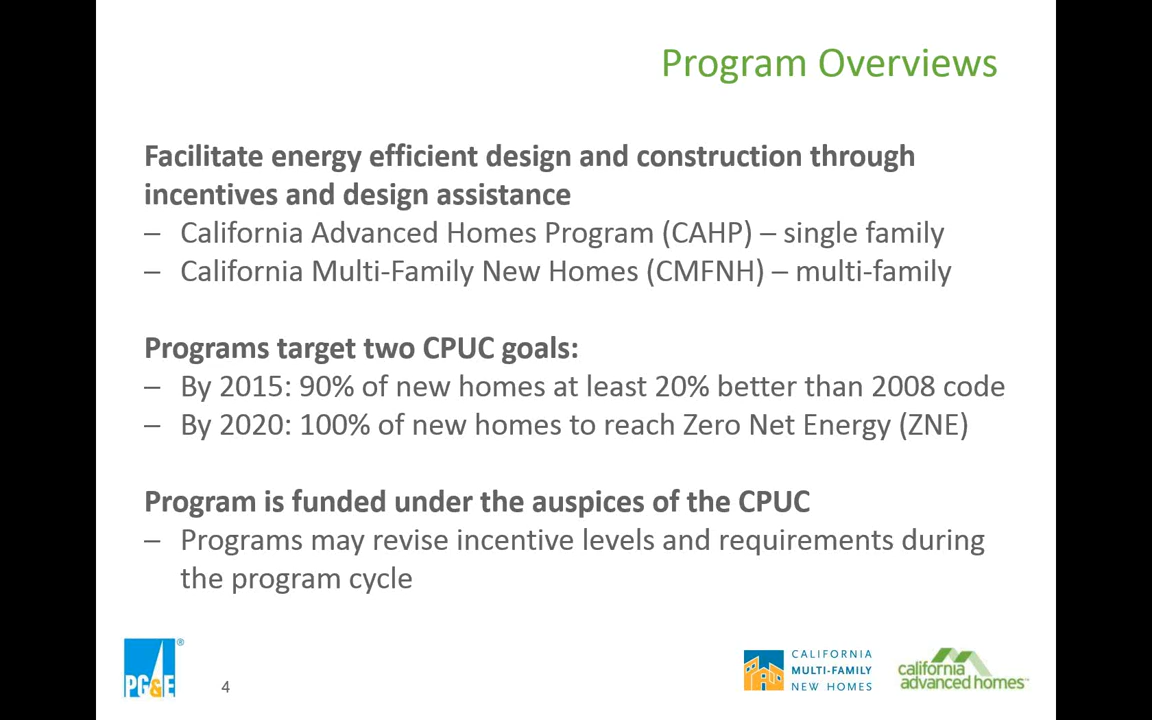 Program Overviews
Facilitate energy efficient design and construction through
incentives and design assistance
– California Advanced Homes Program (CAHP) – single family
– California Multi-Family New Homes (CMFNH) – multi-family
Programs target two CPUC goals:
– By 2015: 90% of new homes at least 20% better than 2008 code
– By 2020: 100% of new homes to reach Zero Net Energy (ZNE)
Program is funded under the auspices of the CPUC
– Programs may revise incentive levels and requirements during
the program cycle
PG&E®
4
CALIFORNIA
MULTI-FAMILY
NEW HOMES
california
advanced homes™